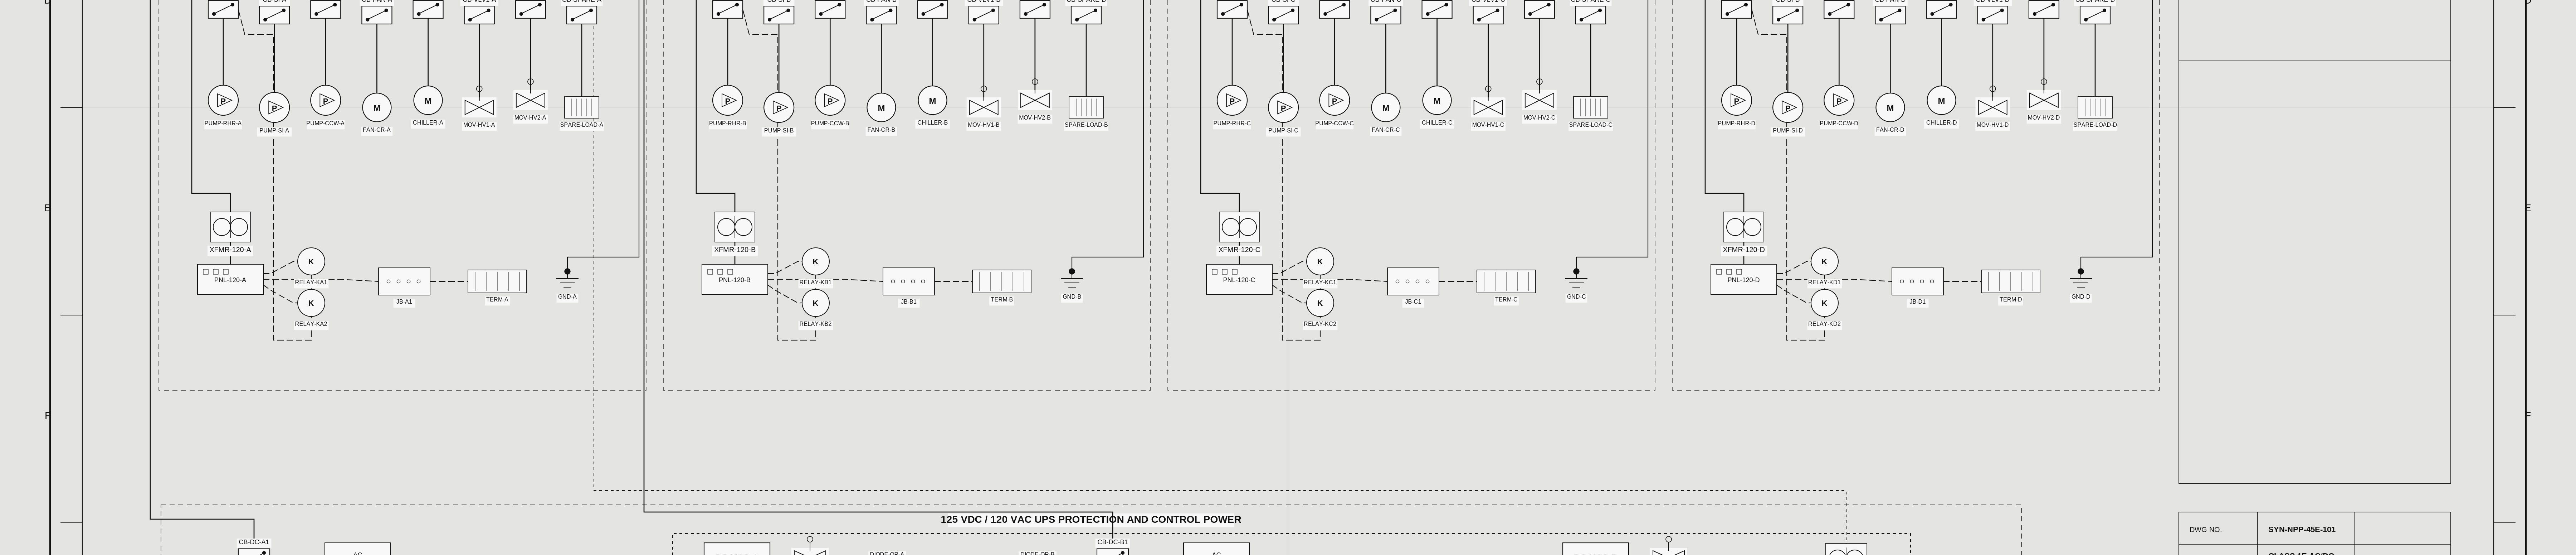 P P P M M P P P M M P P P M M P P P M M
PUMP-RHR-A PUMP-SI-A PUMP-CCW-A FAN-CR-A CHILLER-A MOV-HV1-A MOV-HV2-A SPARE-LOAD-A
PUMP-RHR-B PUMP-SI-B PUMP-CCW-B FAN-CR-B CHILLER-B MOV-HV1-B MOV-HV2-B SPARE-LOAD-B
PUMP-RHR-C PUMP-SI-C PUMP-CCW-C FAN-CR-C CHILLER-C MOV-HV1-C MOV-HV2-C SPARE-LOAD-C
PUMP-RHR-D PUMP-SI-D PUMP-CCW-D FAN-CR-D CHILLER-D MOV-HV1-D MOV-HV2-D SPARE-LOAD-D
E E
XFMR-120-A XFMR-120-B XFMR-120-C XFMR-120-D
K K K K
PNL-120-A RELAY-KA1 PNL-120-B RELAY-KB1 PNL-120-C RELAY-KC1 PNL-120-D RELAY-KD1
JB-A1 TERM-A GND-A JB-B1 TERM-B GND-B JB-C1 TERM-C GND-C JB-D1 TERM-D GND-D
K K K K
RELAY-KA2 RELAY-KB2 RELAY-KC2 RELAY-KD2
F F
125 VDC / 120 VAC UPS PROTECTION AND CONTROL POWER
DWG NO. SYN-NPP-45E-101
CB-DC-A1 CB-DC-B1